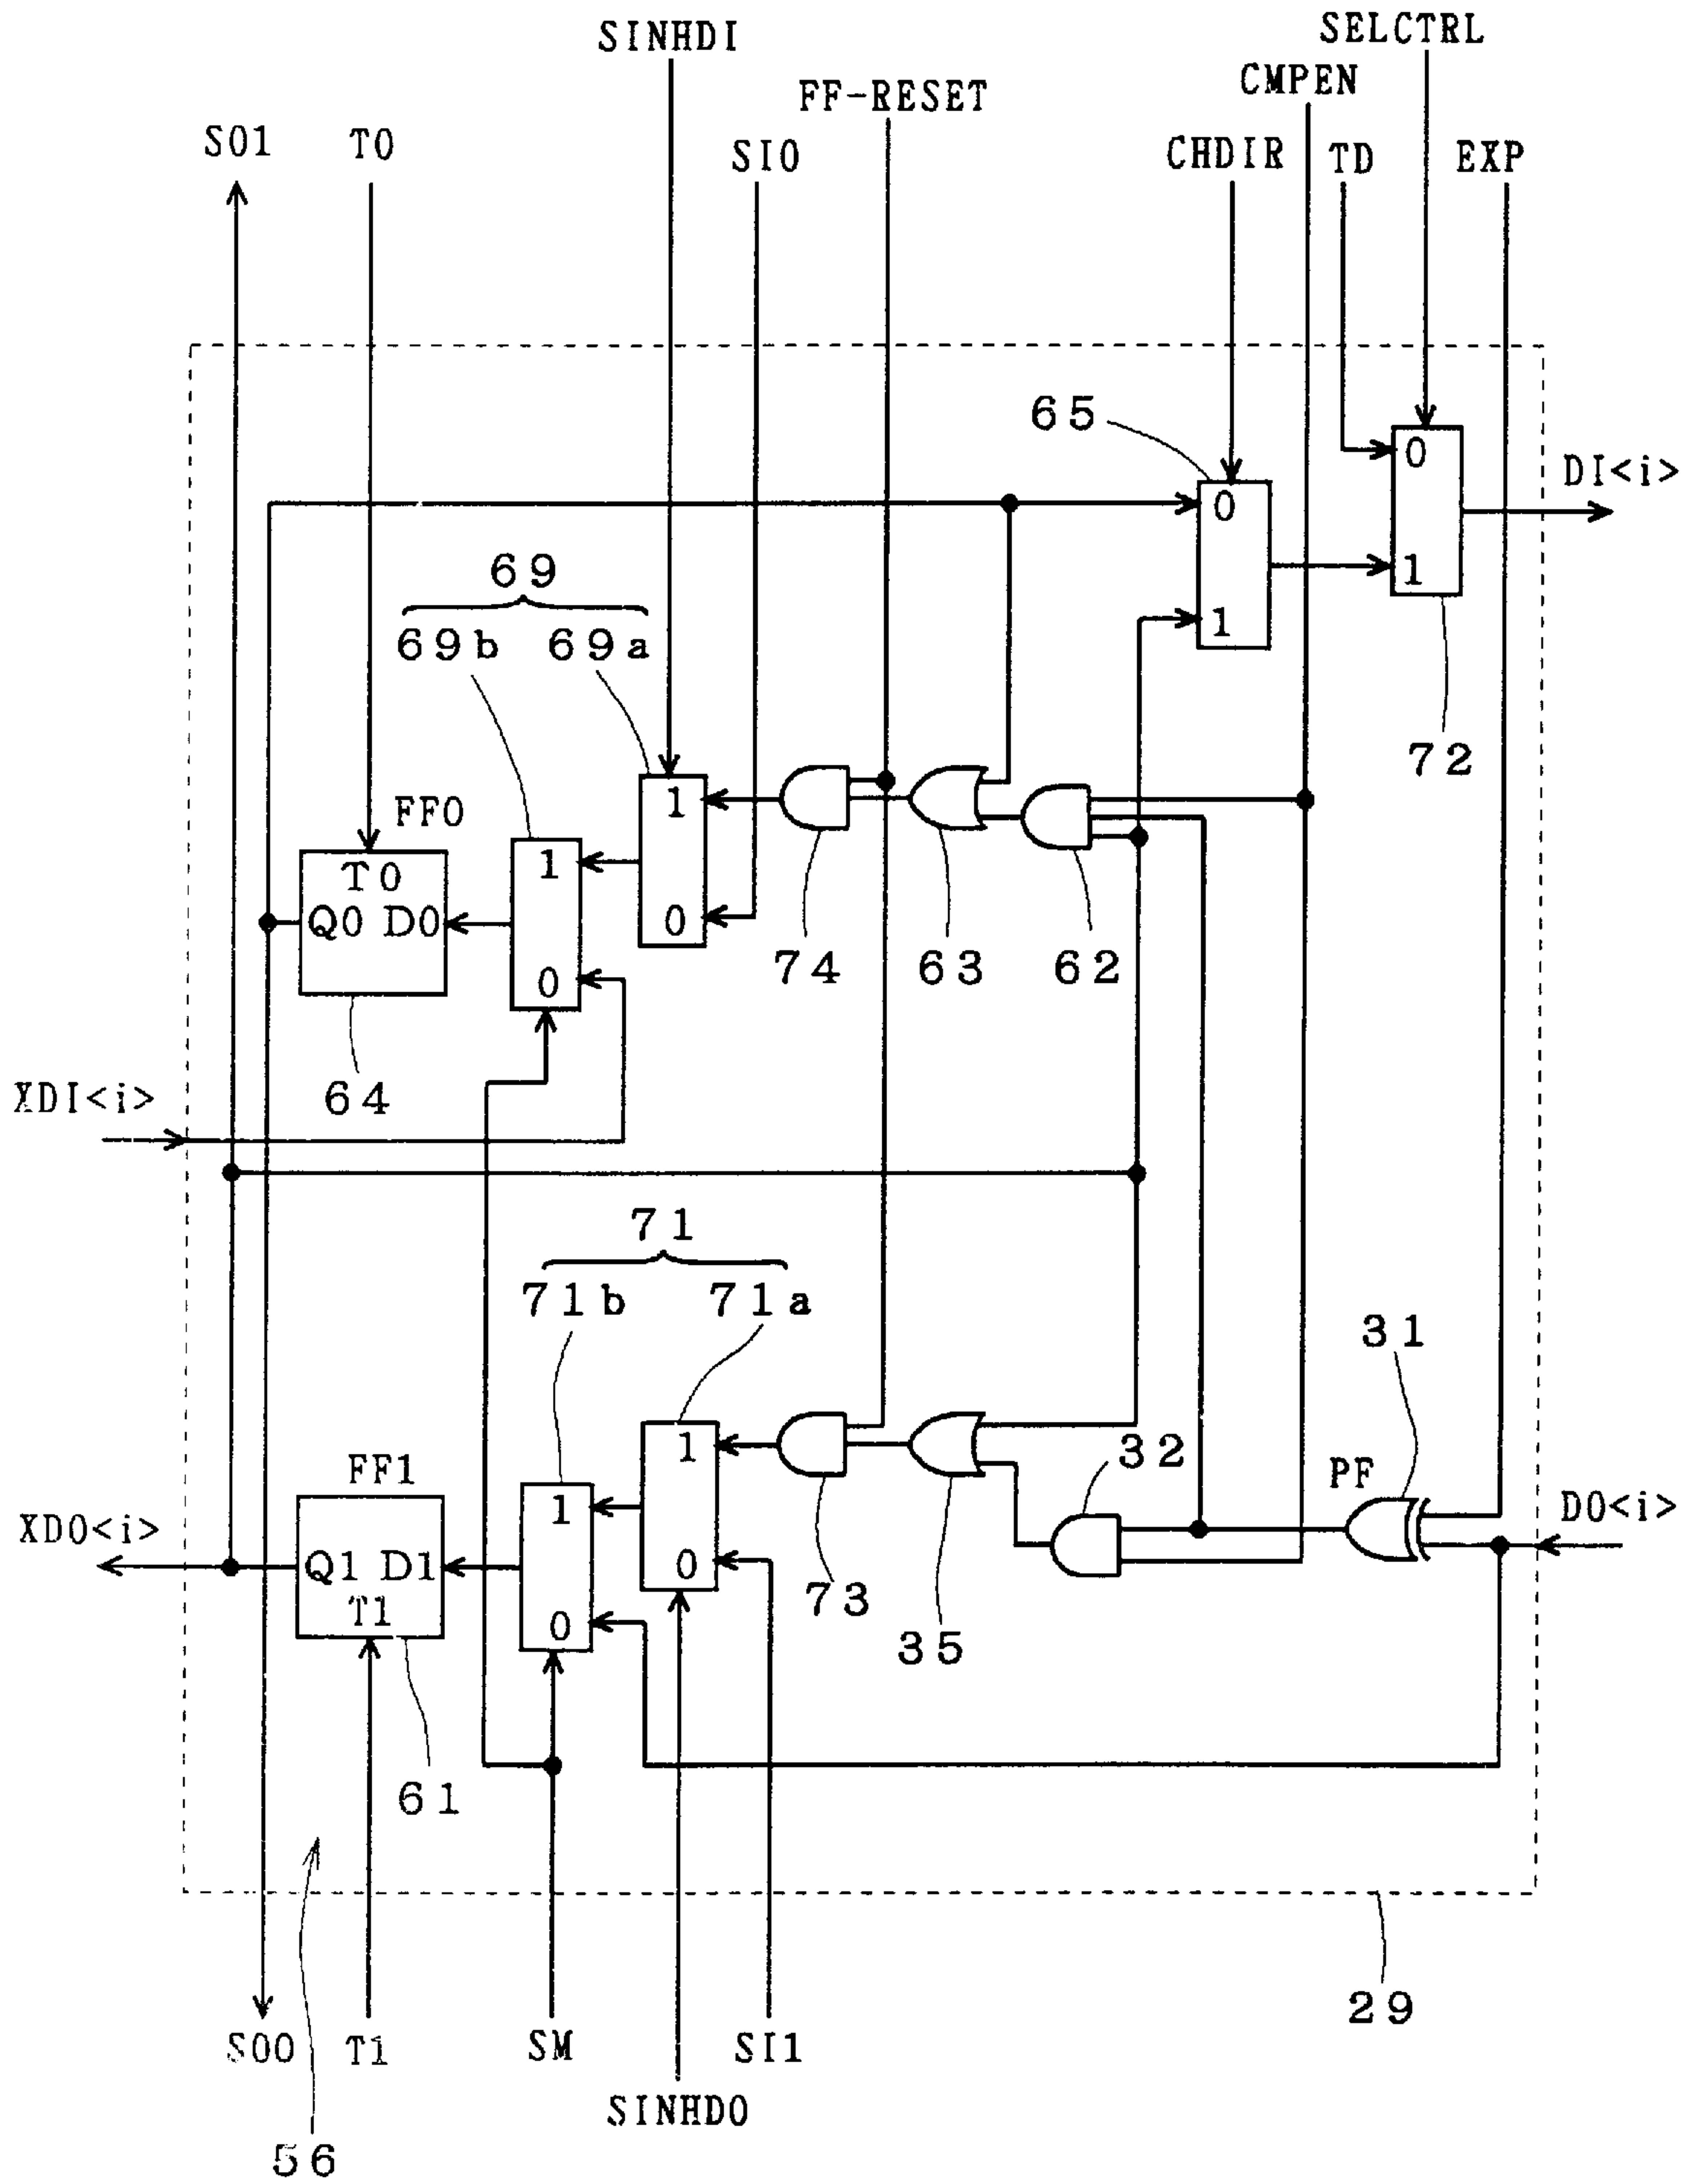 SINHDI
SELCTRL
CMPEN
FF-RESET
SO1
T0
SI0
CHDIR
TD
EXP
65
0
DI<i>
0
1
69
1
69b
69a
72
FF0
1
T0
1
Q0
D0
0
74
63
62
0
64
XDI<i>
71
71b
71a
31
1
32
FF1
PF
1
XDO<i>
DO<i>
Q1
D1
0
73
T1
0
35
61
29
SO0
T1
SM
SI1
SINHDO
56